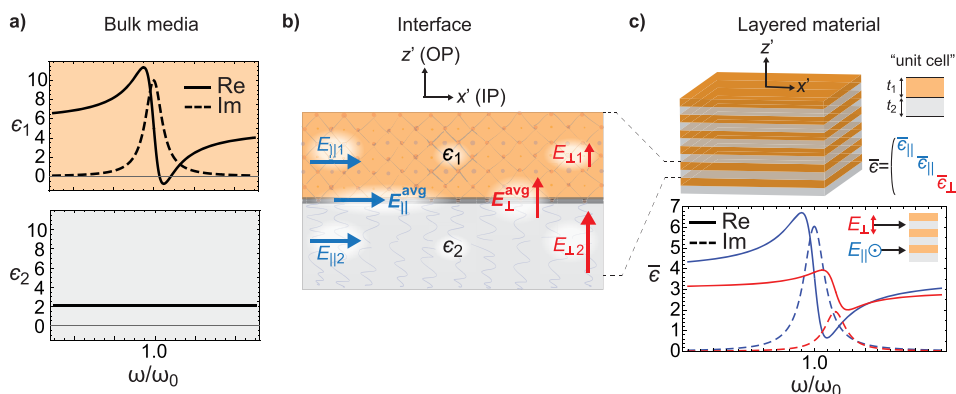 a) Bulk media
10
8
6
4
2
0
Re
Im
ϵ1
10
8
6
4
2
0
ϵ2
1.0
ω/ω0
b) Interface
z' (OP)
x' (IP)
E||1
ϵ1
E⊥1
E||avg
E⊥avg
E||2
ϵ2
E⊥2
c) Layered material
z'
x'
"unit cell"
t1
t2
ϵ̿=(ϵ̅|| ϵ̅|| ϵ̅⊥
7
6
5
4
3
2
1
0
Re
Im
E⊥
E||
ϵ̿
1.0
ω/ω0